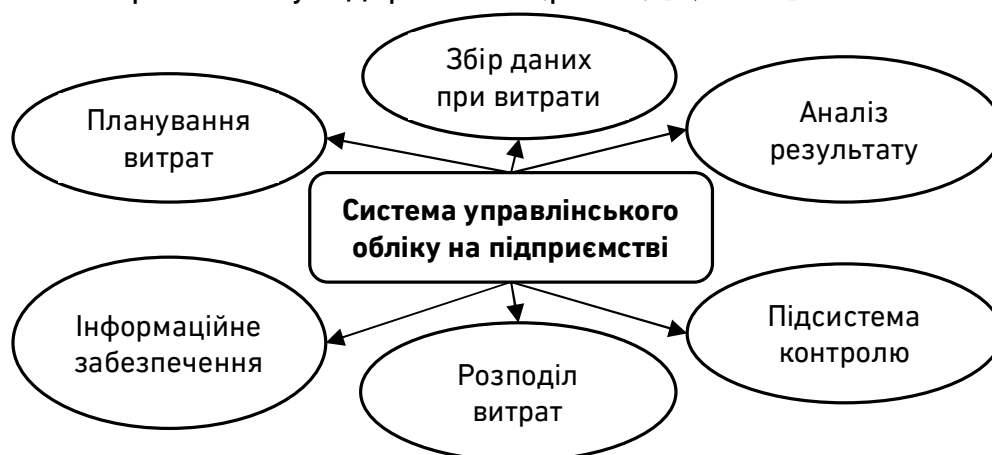 Збір даних
при витрати
Планування
витрат
Аналіз
результату
Система управлінського
обліку на підприємстві
Інформаційне
забезпечення
Розподіл
витрат
Підсистема
контролю